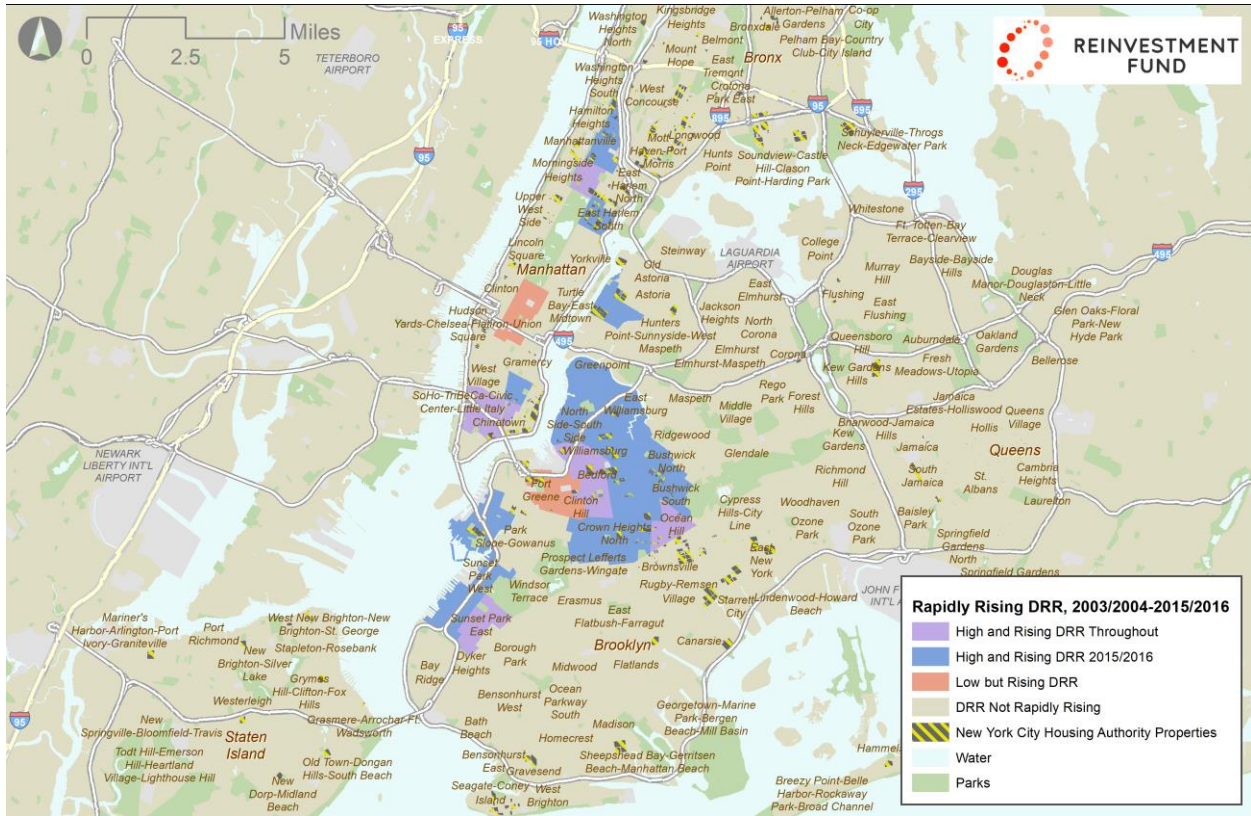 0 2.5 5 Miles
REINVESTMENT
FUND
TETERBORO
AIRPORT
95
EXPRESS
95 HOV
Washington
Heights
North
Kingsbridge
Heights
Bronxdale
Allerton-Pelham
Gardens
Co-op
City
Belmont
Pelham Bay-Country
Club-City Island
Mount
Hope
East
Tremont
Bronx
Washington
Heights
South
West
Concourse
Crotona
Park East
Hamilton
Heights
895
95
695
Manhattanville
Mott
Haven-Port
Morris
Longwood
Schuylerville-Throgs
Neck-Edgewater Park
95
Morningside
Heights
Hunts
Point
Soundview-Castle
Hill-Clason
Point-Harding Park
East
Harlem
North
295
Upper
West
Side
East Harlem
South
Whitestone
Ft. Totten-Bay
Terrace-Clearview
Lincoln
Square
Yorkville
Steinway
LAGUARDIA
AIRPORT
College
Point
Bayside-Bayside
Hills
495
Manhattan
Old
Astoria
Murray
Hill
Douglas
Manor-Douglaston-Little
Neck
Clinton
Turtle
Bay-East
Midtown
Astoria
East
Elmhurst
Flushing
East
Flushing
Hudson
Yards-Chelsea-Flatiron-Union
Square
Hunters
Point-Sunnyside-West
Maspeth
Jackson
Heights
North
Corona
Glen Oaks-Floral
Park-New
Hyde Park
495
Elmhurst
Queensboro
Hill
Auburndale
Oakland
Gardens
Gramercy
Greenpoint
Elmhurst-Maspeth
Corona
Kew Gardens
Hills
Fresh
Meadows-Utopia
Bellerose
West
Village
Rego
Park
Forest
Hills
Jamaica
Estates-Holliswood
SoHo-TriBeCa-Civic
Center-Little Italy
East
Williamsburg
Maspeth
Middle
Village
Briarwood-Jamaica
Hills
Hollis
Queens
Village
Chinatown
North
Side-South
Side
Kew
Gardens
Jamaica
Queens
NEWARK
LIBERTY INT'L
AIRPORT
Williamsburg
Ridgewood
Glendale
Richmond
Hill
South
Jamaica
St.
Albans
Cambria
Heights
Bedford
Bushwick
North
Laurelton
Fort
Greene
Clinton
Hill
Bushwick
South
Cypress
Hills-City
Line
Woodhaven
Baisley
Park
Ozone
Park
South
Ozone
Park
Park
Slope-Gowanus
Crown Heights
North
Ocean
Hill
Springfield
Gardens
North
Springfield Gardens
Prospect Lefferts
Gardens-Wingate
Brownsville
East
New
York
Sunset
Park
West
Windsor
Terrace
Rugby-Remsen
Village
Starrett
City
Lindenwood-Howard
Beach
Erasmus
East
Flatbush-Farragut
Mariner's
Harbor-Arlington-Port
Ivory-Graniteville
Port
Richmond
West New Brighton-New
Brighton-St. George
Stapleton-Rosebank
Sunset Park
East
Brooklyn
Canarsie
New
Brighton-Silver
Lake
Borough
Park
Dyker
Heights
Bay
Ridge
Midwood
Flatlands
Grymes
Hill-Clifton-Fox
Hills
Westerleigh
Bensonhurst
West
Ocean
Parkway
South
Georgetown-Marine
Park-Bergen
Beach-Mill Basin
95
New
Springville-Bloomfield-Travis
Grasmere-Arrochar-Ft.
Wadsworth
Bath
Beach
Madison
Staten
Island
Homecrest
Todt Hill-Emerson
Hill-Heartland
Village-Lighthouse Hill
Old Town-Dongan
Hills-South Beach
Bensonhurst
East
Gravesend
Sheepshead Bay-Gerritsen
Beach-Manhattan Beach
New
Dorp-Midland
Beach
Seagate-Coney
Island
West
Brighton
Breezy Point-Belle
Harbor-Rockaway
Park-Broad Channel
Rapidly Rising DRR, 2003/2004-2015/2016
High and Rising DRR Throughout
High and Rising DRR 2015/2016
Low but Rising DRR
DRR Not Rapidly Rising
New York City Housing Authority Properties
Water
Parks